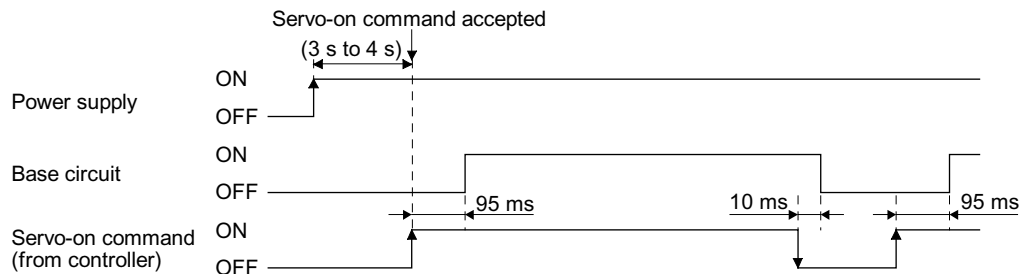 Servo-on command accepted
(3 s to 4 s)
Power supply
ON
OFF
Base circuit
ON
OFF
95 ms
10 ms
95 ms
Servo-on command
(from controller)
ON
OFF